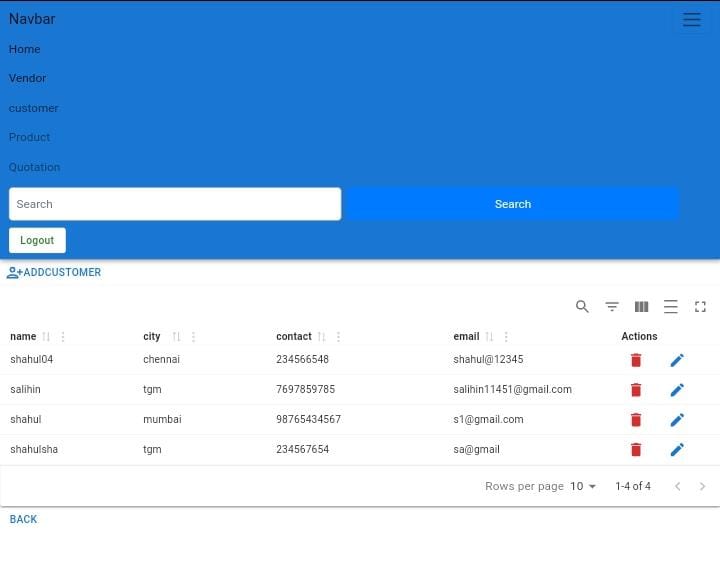 Navbar
Home
Vendor
customer
Product
Quotation
Search Search
Logout
ADDCUSTOMER
name city contact email Actions
shahul04 chennai 234566548 shahul@12345
salihin tgm 7697859785 salihin11451@gmail.com
shahul mumbai 98765434567 s1@gmail.com
shahulsha tgm 234567654 sa@gmail
Rows per page 10 1-4 of 4
BACK